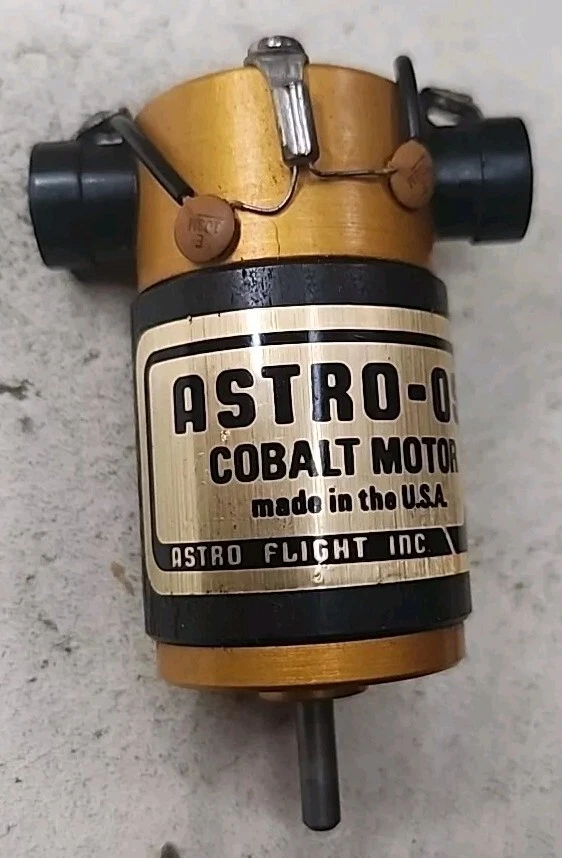 ASTRO-0
COBALT MOTOR
made in the U.S.A.
ASTRO FLIGHT INC